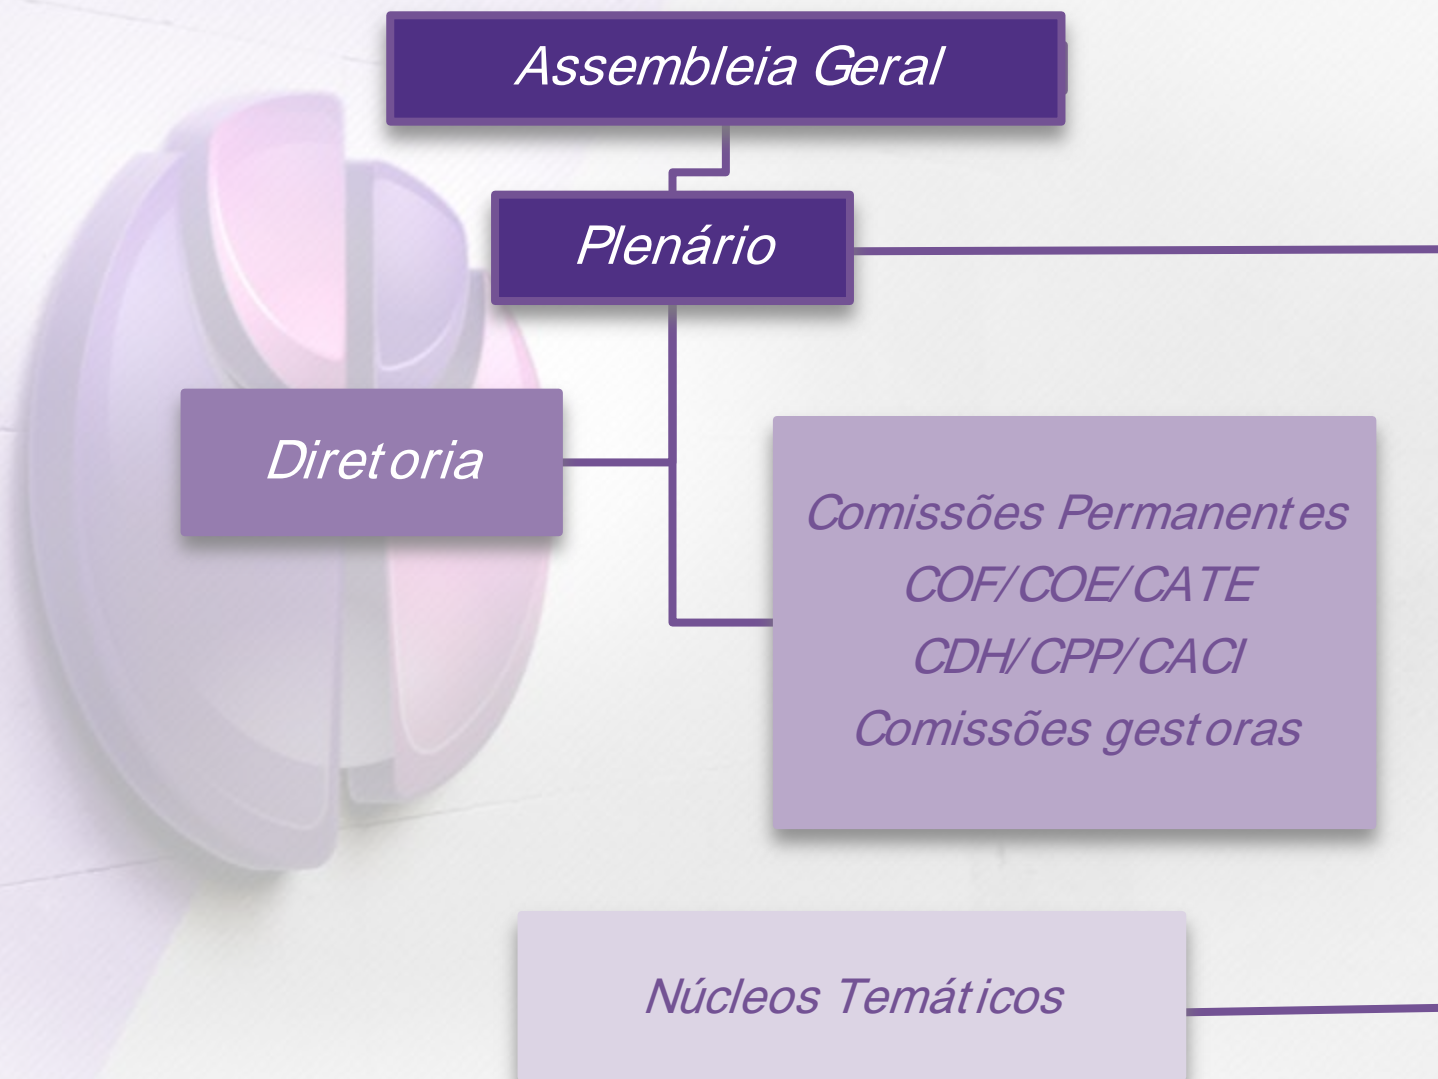 Assembleia Geral
Plenário
Diretoria
Comissões Permanentes
COF/COE/CATE
CDH/CPP/CACI
Comissões gestoras
Núcleos Temáticos